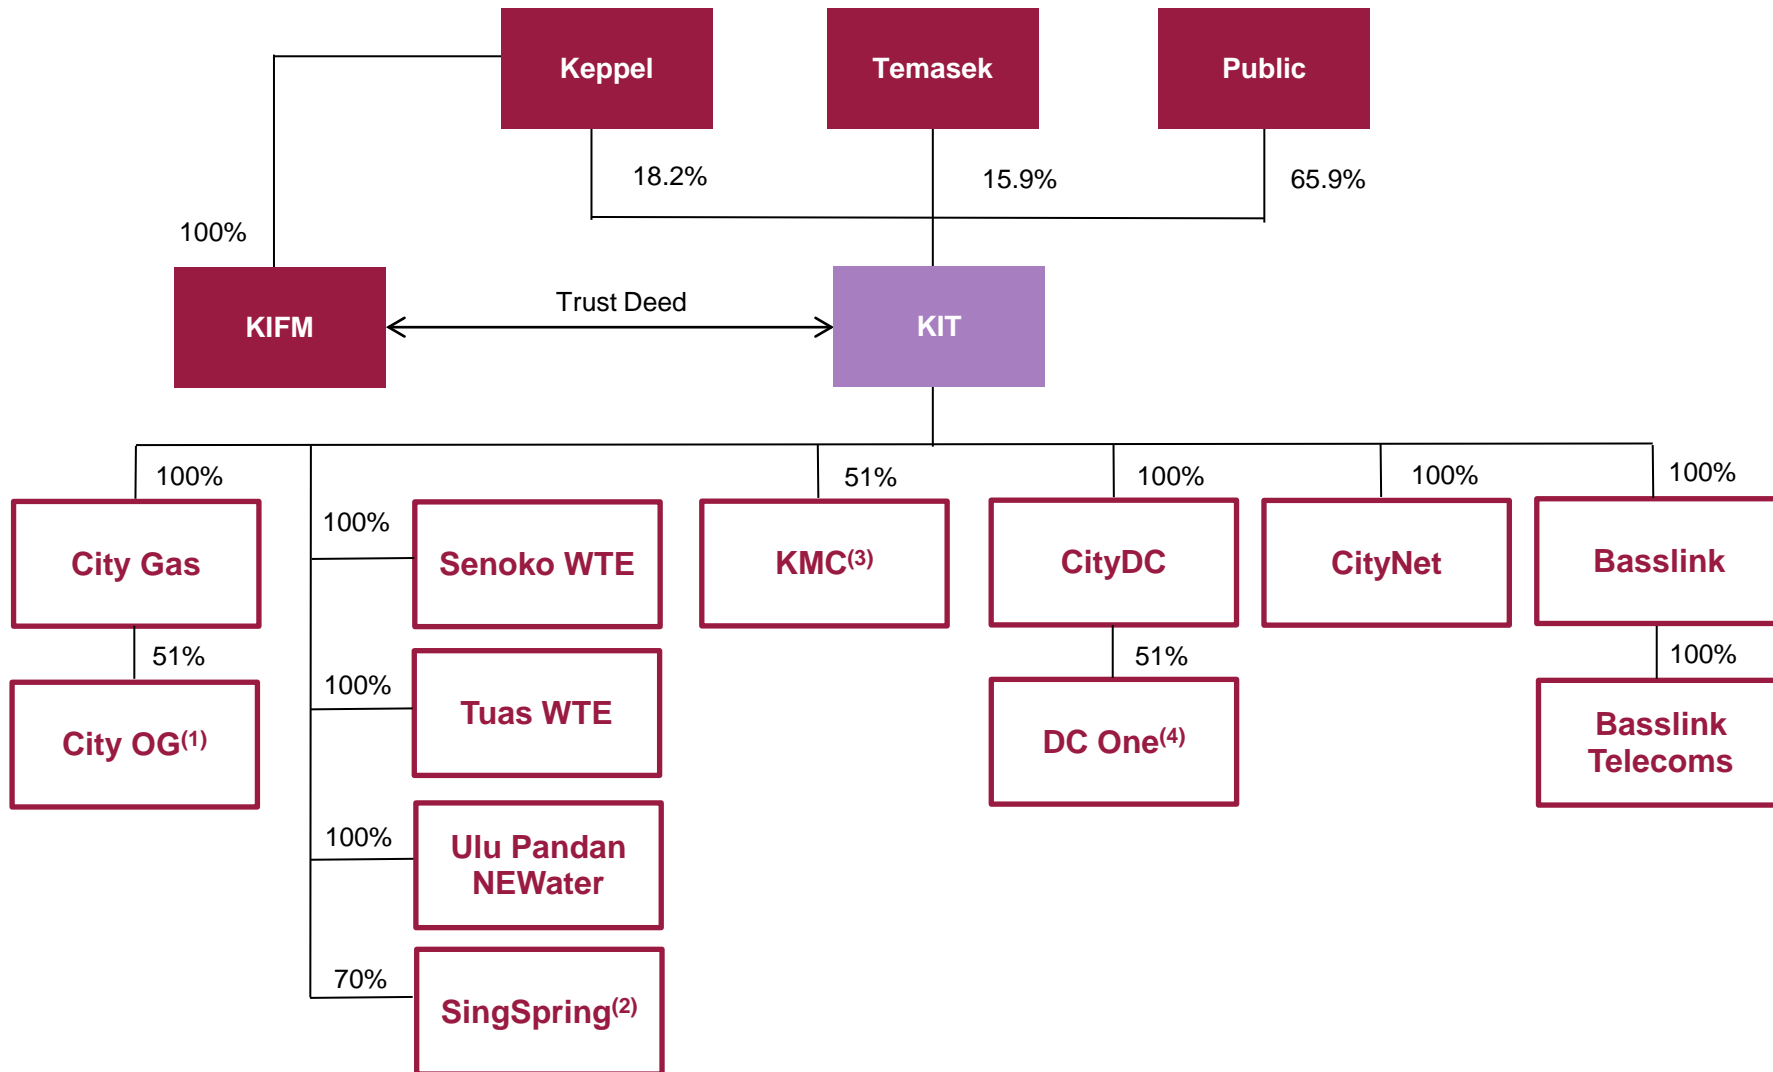 Keppel
Temasek
Public
18.2%
15.9%
65.9%
100%
KIFM
Trust Deed
KIT
100%
51%
100%
100%
100%
100%
City Gas
Senoko WTE
KMC(3)
CityDC
CityNet
Basslink
51%
51%
100%
100%
City OG(1)
Tuas WTE
DC One(4)
Basslink
Telecoms
100%
Ulu Pandan
NEWater
70%
SingSpring(2)